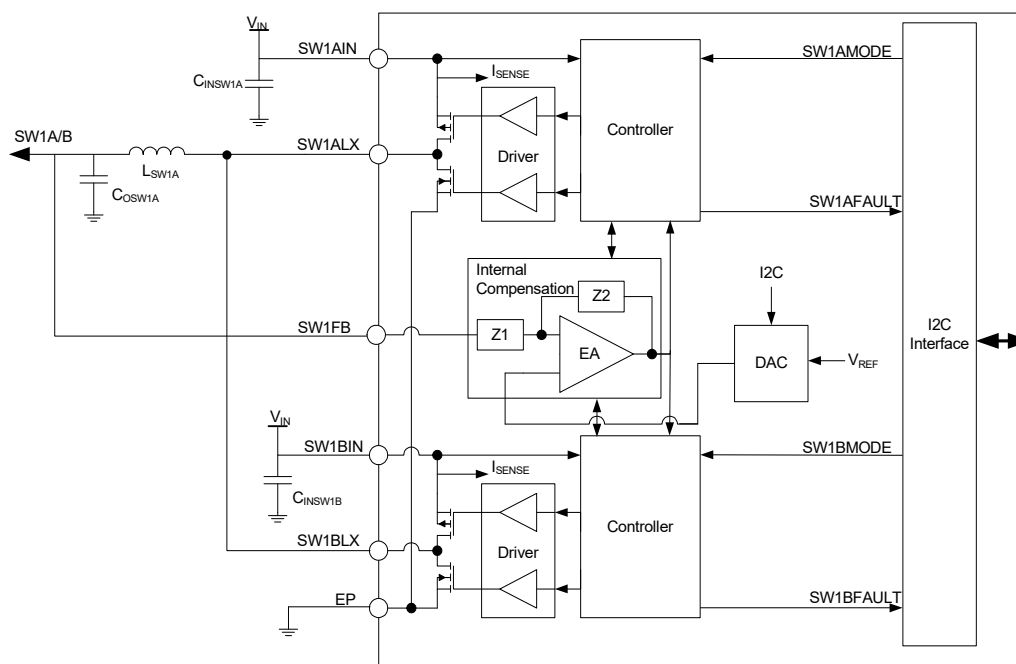 VIN
SW1AIN
SW1AMODE
CINSW1A
ISENSE
Controller
SW1A/B
SW1ALX
Driver
LSW1A
COSW1A
SW1AFAULT
Internal
Compensation
Z2
I2C
SW1FB
Z1
EA
DAC
VREF
I2C
Interface
VIN
SW1BIN
SW1BMODE
ISENSE
CINSW1B
Controller
SW1BLX
Driver
EP
SW1BFAULT